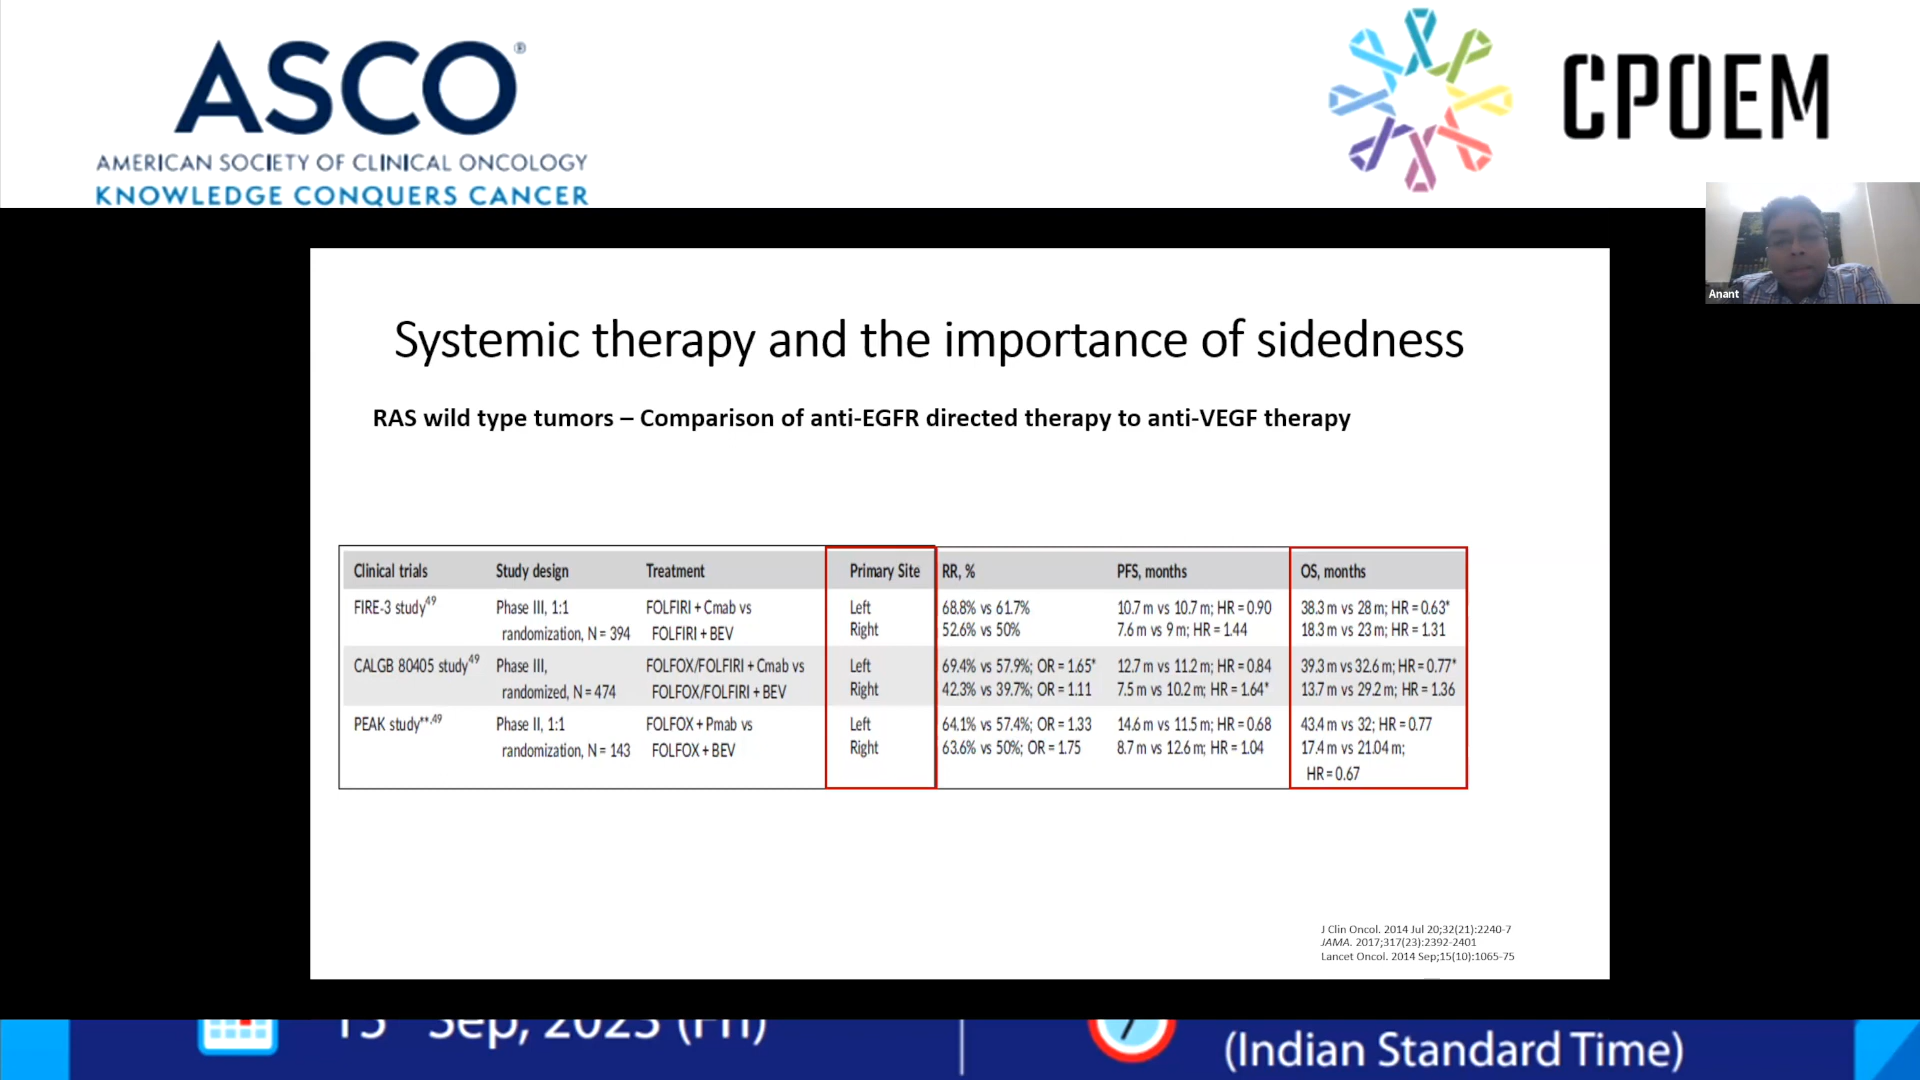 ASCO®
AMERICAN SOCIETY OF CLINICAL ONCOLOGY
KNOWLEDGE CONQUERS CANCER
CPOEM
Anant
Systemic therapy and the importance of sidedness
RAS wild type tumors – Comparison of anti-EGFR directed therapy to anti-VEGF therapy
Clinical trials Study design Treatment Primary Site RR, % PFS, months OS, months
FIRE-3 study49 Phase III, 1:1 FOLFIRI + Cmab vs Left 68.8% vs 61.7% 10.7 m vs 10.7 m; HR = 0.90 38.3 m vs 28 m; HR = 0.63*
randomization, N = 394 FOLFIRI + BEV Right 52.6% vs 50% 7.6 m vs 9 m; HR = 1.44 18.3 m vs 23 m; HR = 1.31
CALGB 80405 study49 Phase III, FOLFOX/FOLFIRI + Cmab vs Left 69.4% vs 57.9%; OR = 1.65* 12.7 m vs 11.2 m; HR = 0.84 39.3 m vs 32.6 m; HR = 0.77*
randomized, N = 474 FOLFOX/FOLFIRI + BEV Right 42.3% vs 39.7%; OR = 1.11 7.5 m vs 10.2 m; HR = 1.64* 13.7 m vs 29.2 m; HR = 1.36
PEAK study**,49 Phase II, 1:1 FOLFOX + Pmab vs Left 64.1% vs 57.4%; OR = 1.33 14.6 m vs 11.5 m; HR = 0.68 43.4 m vs 32; HR = 0.77
randomization, N = 143 FOLFOX + BEV Right 63.6% vs 50%; OR = 1.75 8.7 m vs 12.6 m; HR = 1.04 17.4 m vs 21.04 m;
HR = 0.67
J Clin Oncol. 2014 Jul 20;32(21):2240-7
JAMA. 2017;317(23):2392-2401
Lancet Oncol. 2014 Sep;15(10):1065-75
Sep, 2023 (Fri)
(Indian Standard Time)